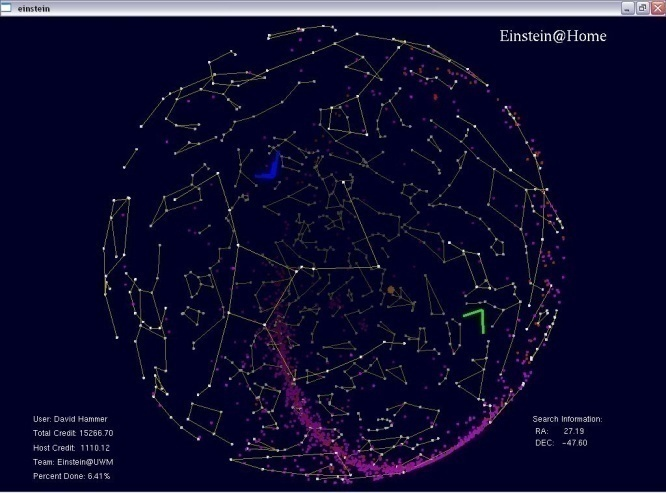 einstein
Einstein@Home
User: David Hammer
Total Credit: 15266.70
Host Credit: 1110.12
Team: Einstein@UWM
Percent Done: 6.41%
Search Information:
RA: 27.19
DEC: -47.60